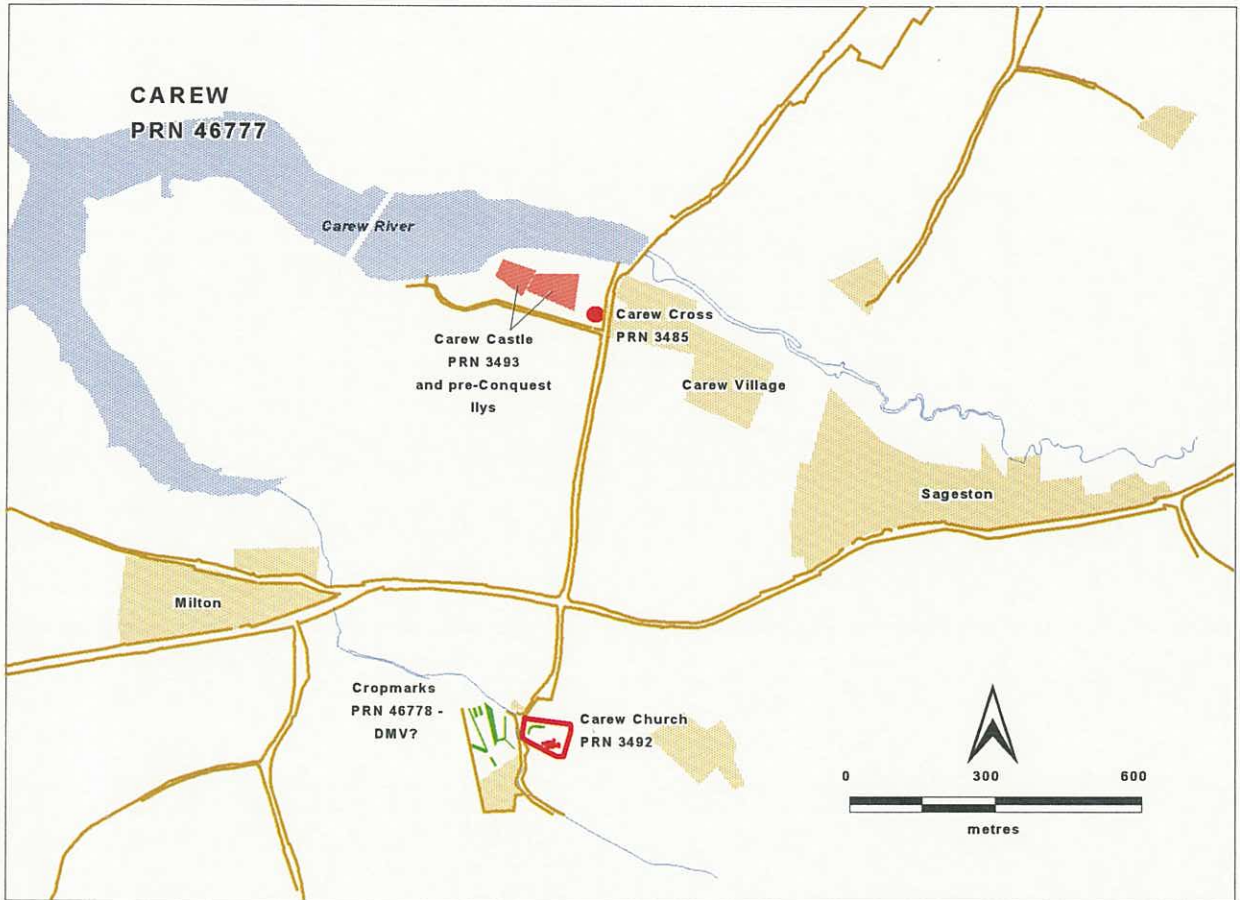 CAREW
PRN 46777
Carew River
Carew Castle
PRN 3493
and pre-Conquest
llys
Carew Cross
PRN 3485
Carew Village
Sageston
Milton
Cropmarks
PRN 46778 -
DMV?
Carew Church
PRN 3492
0 300 600
metres